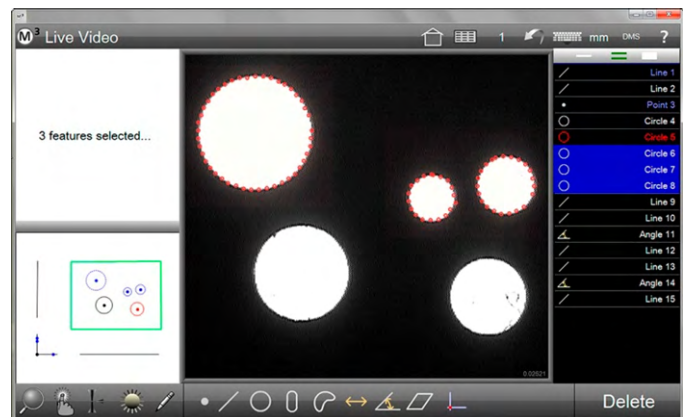 M3 Live Video
1
mm
DMS
?
3 features selected...
Line 1
Line 2
Point 3
Circle 4
Circle 5
Circle 6
Circle 7
Circle 8
Line 9
Line 10
Angle 11
Line 12
Line 13
Angle 14
Line 15
0.02621
Delete